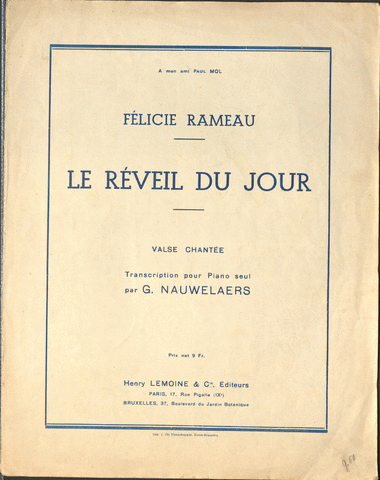 A mon ami PAUL MOL
FÉLICIE RAMEAU
LE RÉVEIL DU JOUR
VALSE CHANTÉE
Transcription pour Piano seul
par G. NAUWELAERS
Prix net 9 Fr.
Henry LEMOINE & Cie, Editeurs
PARIS, 17, Rue Pigalle (IXe)
BRUXELLES, 37, Boulevard du Jardin Botanique